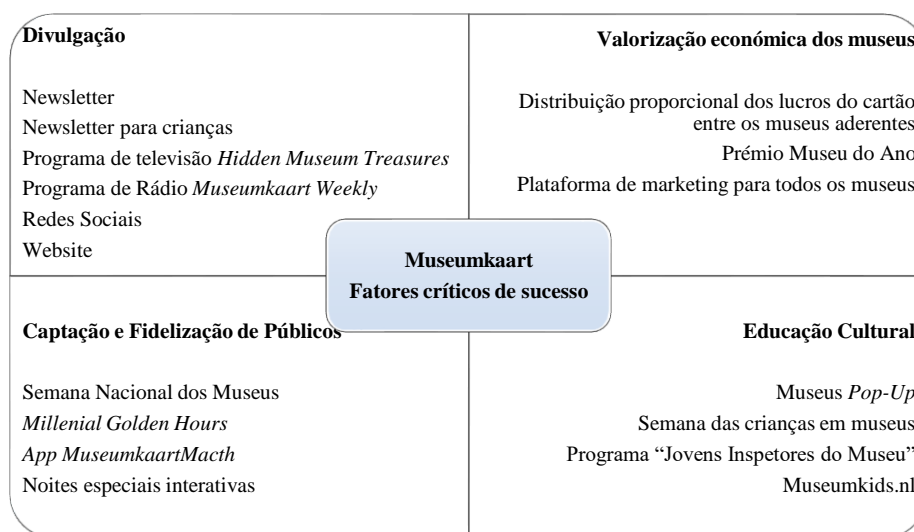 Divulgação
Newsletter
Newsletter para crianças
Programa de televisão Hidden Museum Treasures
Programa de Rádio Museumkaart Weekly
Redes Sociais
Website
Valorização económica dos museus
Distribuição proporcional dos lucros do cartão
entre os museus aderentes
Prémio Museu do Ano
Plataforma de marketing para todos os museus
Museumkaart
Fatores críticos de sucesso
Captação e Fidelização de Públicos
Semana Nacional dos Museus
Millenial Golden Hours
App MuseumkaartMacth
Noites especiais interativas
Educação Cultural
Museus Pop-Up
Semana das crianças em museus
Programa “Jovens Inspetores do Museu”
Museumkids.nl